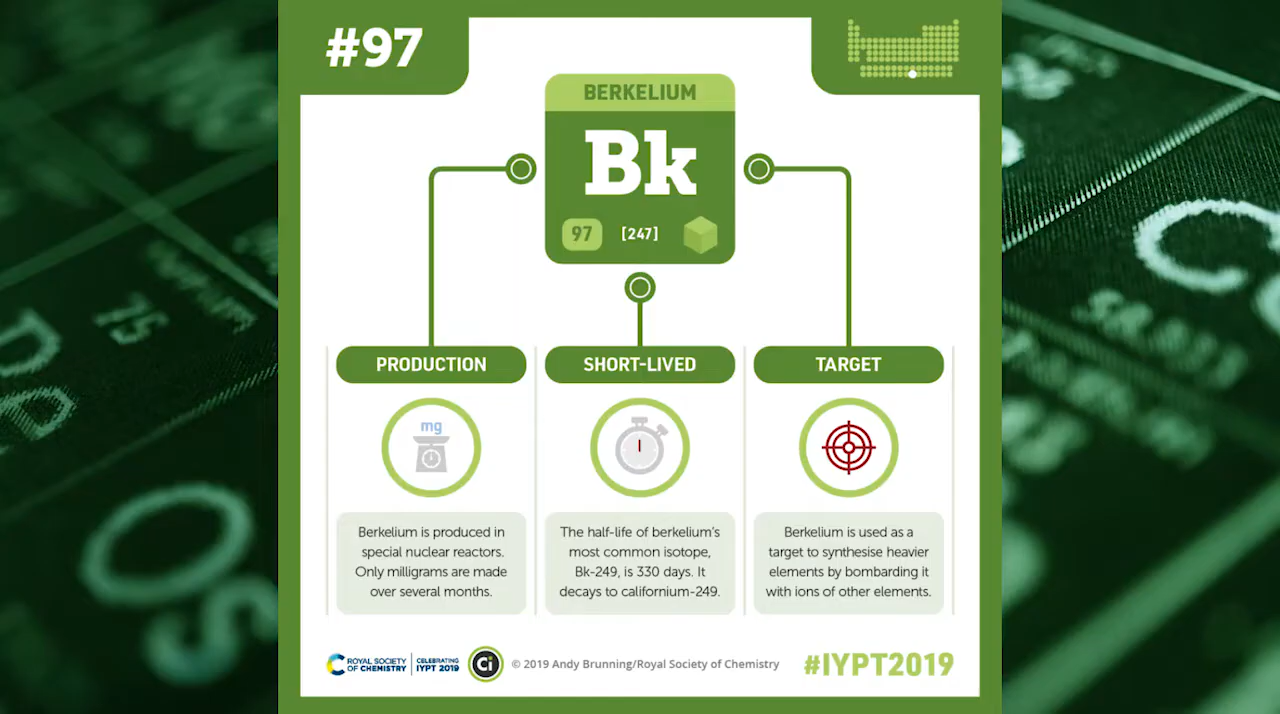 #97
BERKELIUM
Bk
97
[247]
PRODUCTION
SHORT-LIVED
TARGET
mg
Berkelium is produced in
special nuclear reactors.
Only milligrams are made
over several months.
The half-life of berkelium's
most common isotope,
Bk-249, is 330 days. It
decays to californium-249.
Berkelium is used as a
target to synthesise heavier
elements by bombarding it
with ions of other elements.
ROYAL SOCIETY
OF CHEMISTRY
CELEBRATING
IYPT 2019
Ci
© 2019 Andy Brunning/Royal Society of Chemistry
#IYPT2019
75
Os